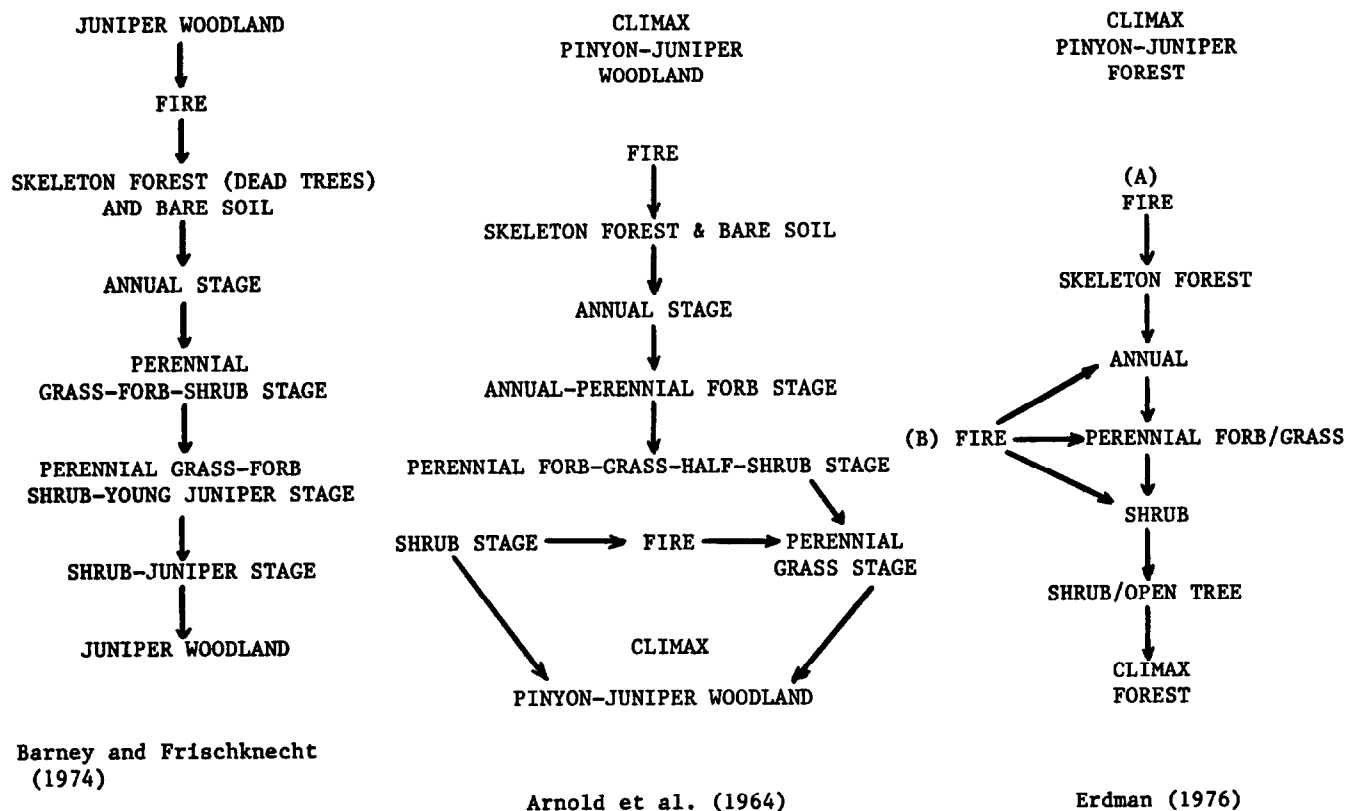 JUNIPER WOODLAND
FIRE
SKELETON FOREST (DEAD TREES)
AND BARE SOIL
ANNUAL STAGE
PERENNIAL
GRASS-FORB-SHRUB STAGE
PERENNIAL GRASS-FORB
SHRUB-YOUNG JUNIPER STAGE
SHRUB-JUNIPER STAGE
JUNIPER WOODLAND
Barney and Frischknecht
(1974)
CLIMAX
PINYON-JUNIPER
WOODLAND
FIRE
SKELETON FOREST & BARE SOIL
ANNUAL STAGE
ANNUAL-PERENNIAL FORB STAGE
PERENNIAL FORB-GRASS-HALF-SHRUB STAGE
SHRUB STAGE
FIRE
PERENNIAL
GRASS STAGE
CLIMAX
PINYON-JUNIPER WOODLAND
Arnold et al. (1964)
CLIMAX
PINYON-JUNIPER
FOREST
(A)
FIRE
SKELETON FOREST
ANNUAL
(B) FIRE
PERENNIAL FORB/GRASS
SHRUB
SHRUB/OPEN TREE
CLIMAX
FOREST
Erdman (1976)